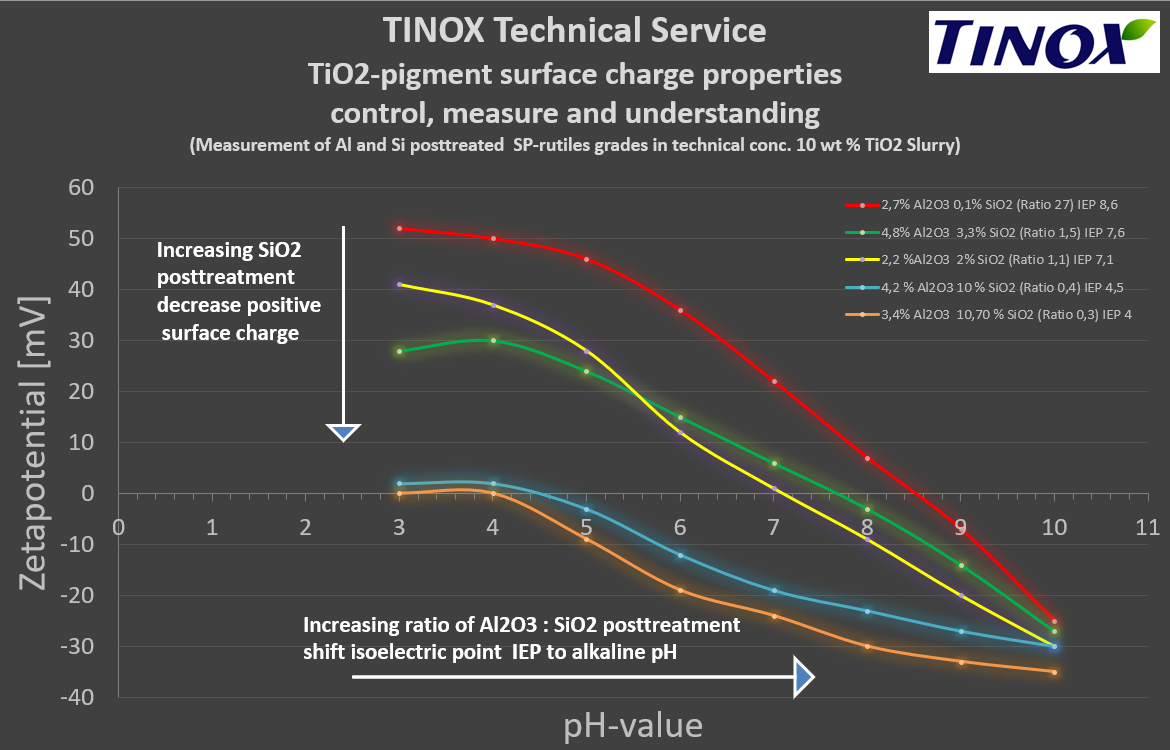 TINOX Technical Service
TiO2-pigment surface charge properties
control, measure and understanding
(Measurement of Al and Si posttreated  SP-rutiles grades in technical conc. 10 wt % TiO2 Slurry)
TINOX
2,7% Al2O3 0,1% SiO2 (Ratio 27) IEP 8,6
4,8% Al2O3  3,3% SiO2 (Ratio 1,5) IEP 7,6
2,2 %Al2O3  2% SiO2 (Ratio 1,1) IEP 7,1
4,2 % Al2O3 10 % SiO2 (Ratio 0,4) IEP 4,5
3,4% Al2O3  10,70 % SiO2 (Ratio 0,3) IEP 4
Increasing SiO2
posttreatment
decrease positive
surface charge
Zetapotential [mV]
60
50
40
30
20
10
0
-10
-20
-30
-40
0 1 2 3 4 5 6 7 8 9 10 11
Increasing ratio of Al2O3 : SiO2 posttreatment
shift isoelectric point  IEP to alkaline pH
pH-value